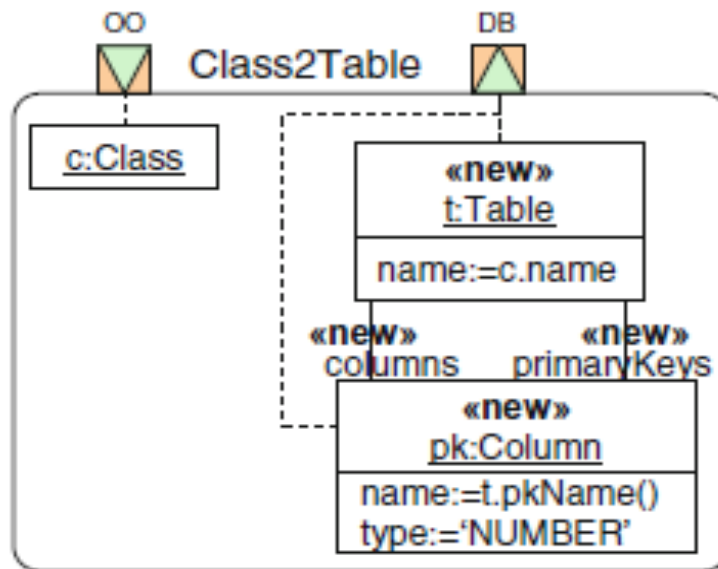 OO
DB
Class2Table
c:Class
«new»
t:Table
name:=c.name
«new»
columns
«new»
primaryKeys
«new»
pk:Column
name:=t.pkName()
type:=‘NUMBER’